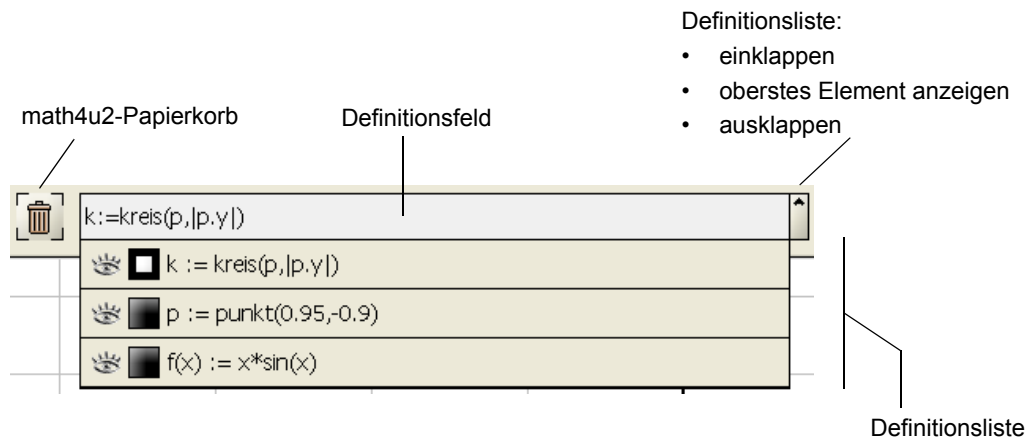 Definitionsliste:
• einklappen
• oberstes Element anzeigen
• ausklappen
math4u2-Papierkorb
Definitionsfeld
k:=kreis(p,|p.y|)
k := kreis(p,|p.y|)
p := punkt(0.95,-0.9)
f(x) := x*sin(x)
Definitionsliste